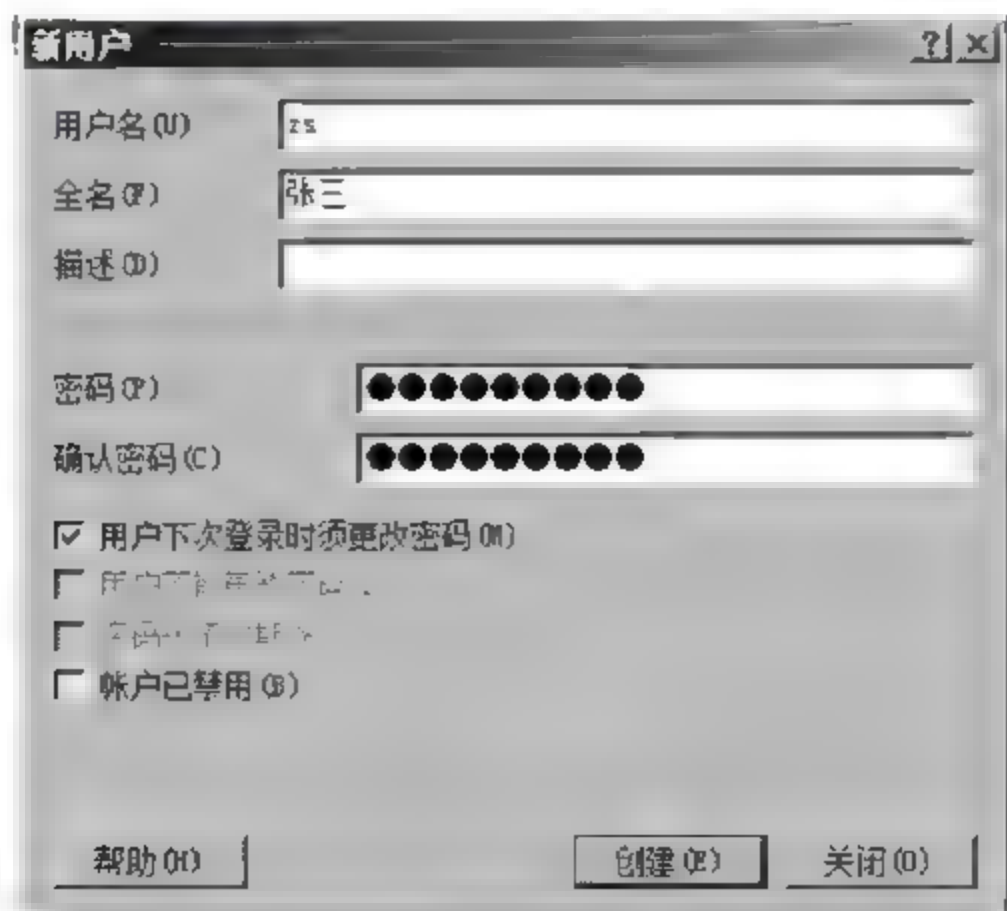 新用户
用户名(U) zs
全名(F) 张三
描述(D)
密码(P) ●●●●●●●●●
确认密码(C) ●●●●●●●●●
用户下次登录时须更改密码(M)
帐户已禁用(B)
帮助(H) 创建(E) 关闭(O)